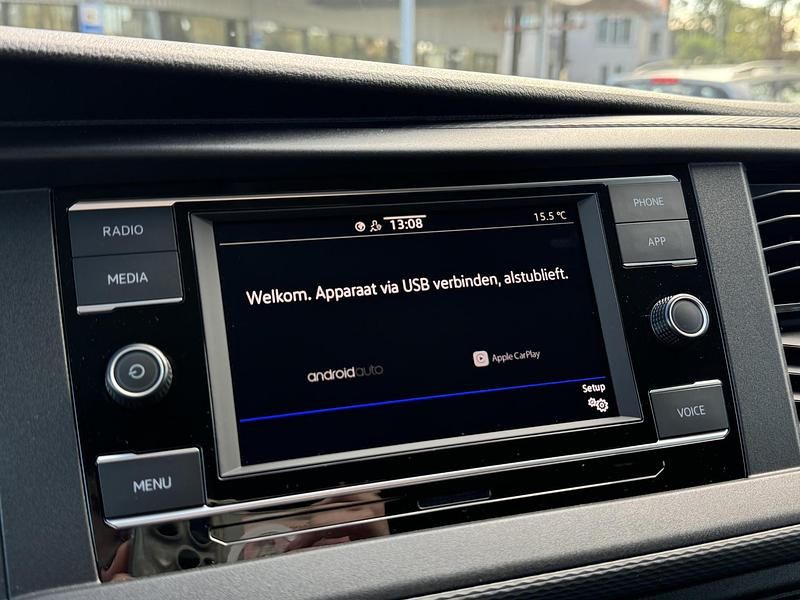 RADIO
MEDIA
MENU
13:08
15.5 °C
Welkom. Apparaat via USB verbinden, alstublieft.
androidauto
Apple CarPlay
Setup
PHONE
APP
VOICE